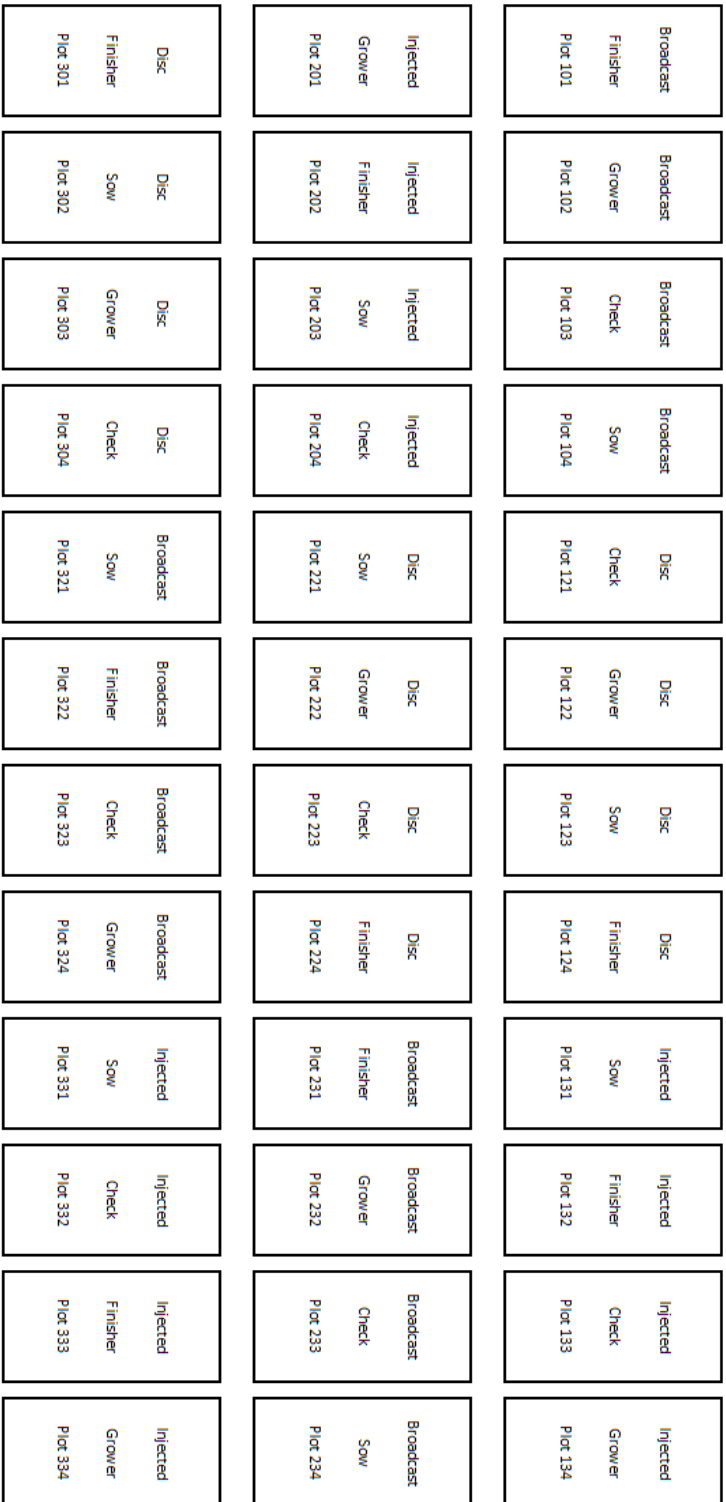 Broadcast
Finisher
Plot 101
Broadcast
Grower
Plot 102
Broadcast
Check
Plot 103
Broadcast
Sow
Plot 104
Disc
Check
Plot 121
Disc
Grower
Plot 122
Disc
Sow
Plot 123
Disc
Finisher
Plot 124
Injected
Sow
Plot 131
Injected
Finisher
Plot 132
Injected
Check
Plot 133
Injected
Grower
Plot 134
Injected
Grower
Plot 201
Injected
Finisher
Plot 202
Injected
Sow
Plot 203
Injected
Check
Plot 204
Disc
Sow
Plot 221
Disc
Grower
Plot 222
Disc
Check
Plot 223
Disc
Finisher
Plot 224
Broadcast
Finisher
Plot 231
Broadcast
Grower
Plot 232
Broadcast
Check
Plot 233
Broadcast
Sow
Plot 234
Disc
Finisher
Plot 301
Disc
Sow
Plot 302
Disc
Grower
Plot 303
Disc
Check
Plot 304
Broadcast
Sow
Plot 321
Broadcast
Finisher
Plot 322
Broadcast
Check
Plot 323
Broadcast
Grower
Plot 324
Injected
Sow
Plot 331
Injected
Check
Plot 332
Injected
Finisher
Plot 333
Injected
Grower
Plot 334